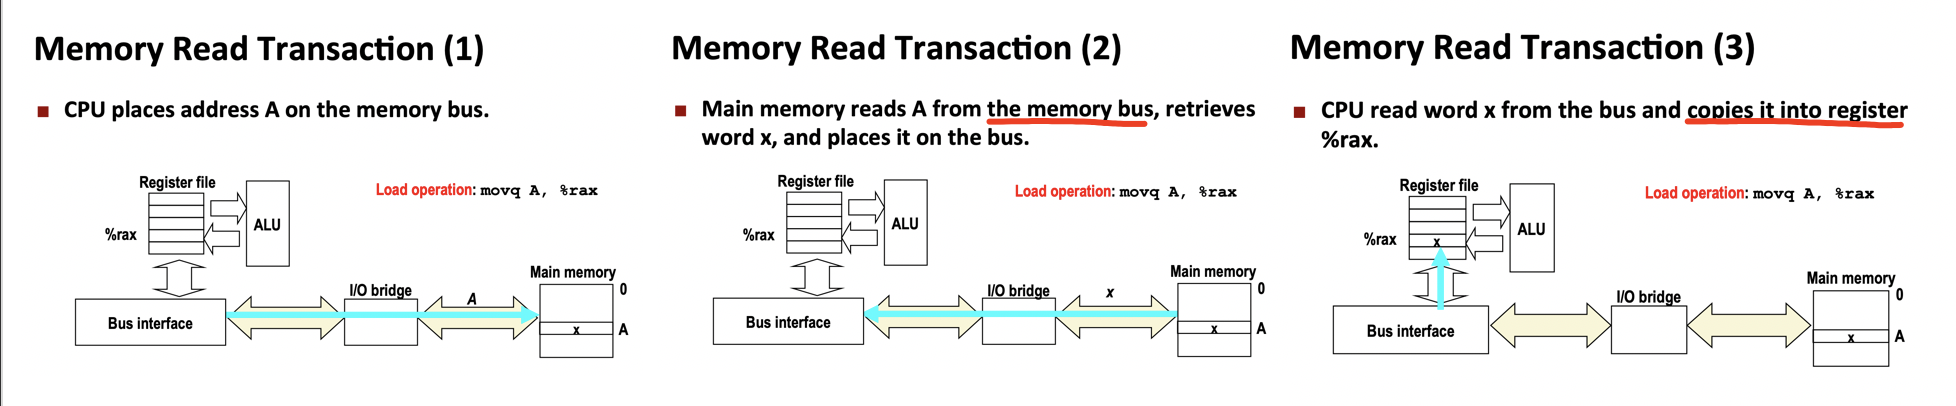 Memory Read Transaction (1)
■ CPU places address A on the memory bus.
Register file
Load operation: movq A, %rax
ALU
%rax
Main memory
I/O bridge
A
0
Bus interface
x
A
Memory Read Transaction (2)
■ Main memory reads A from the memory bus, retrieves
word x, and places it on the bus.
Register file
Load operation: movq A, %rax
ALU
%rax
Main memory
I/O bridge
x
0
Bus interface
x
A
Memory Read Transaction (3)
■ CPU read word x from the bus and copies it into register
%rax.
Register file
Load operation: movq A, %rax
ALU
%rax
x
Main memory
I/O bridge
0
Bus interface
x
A